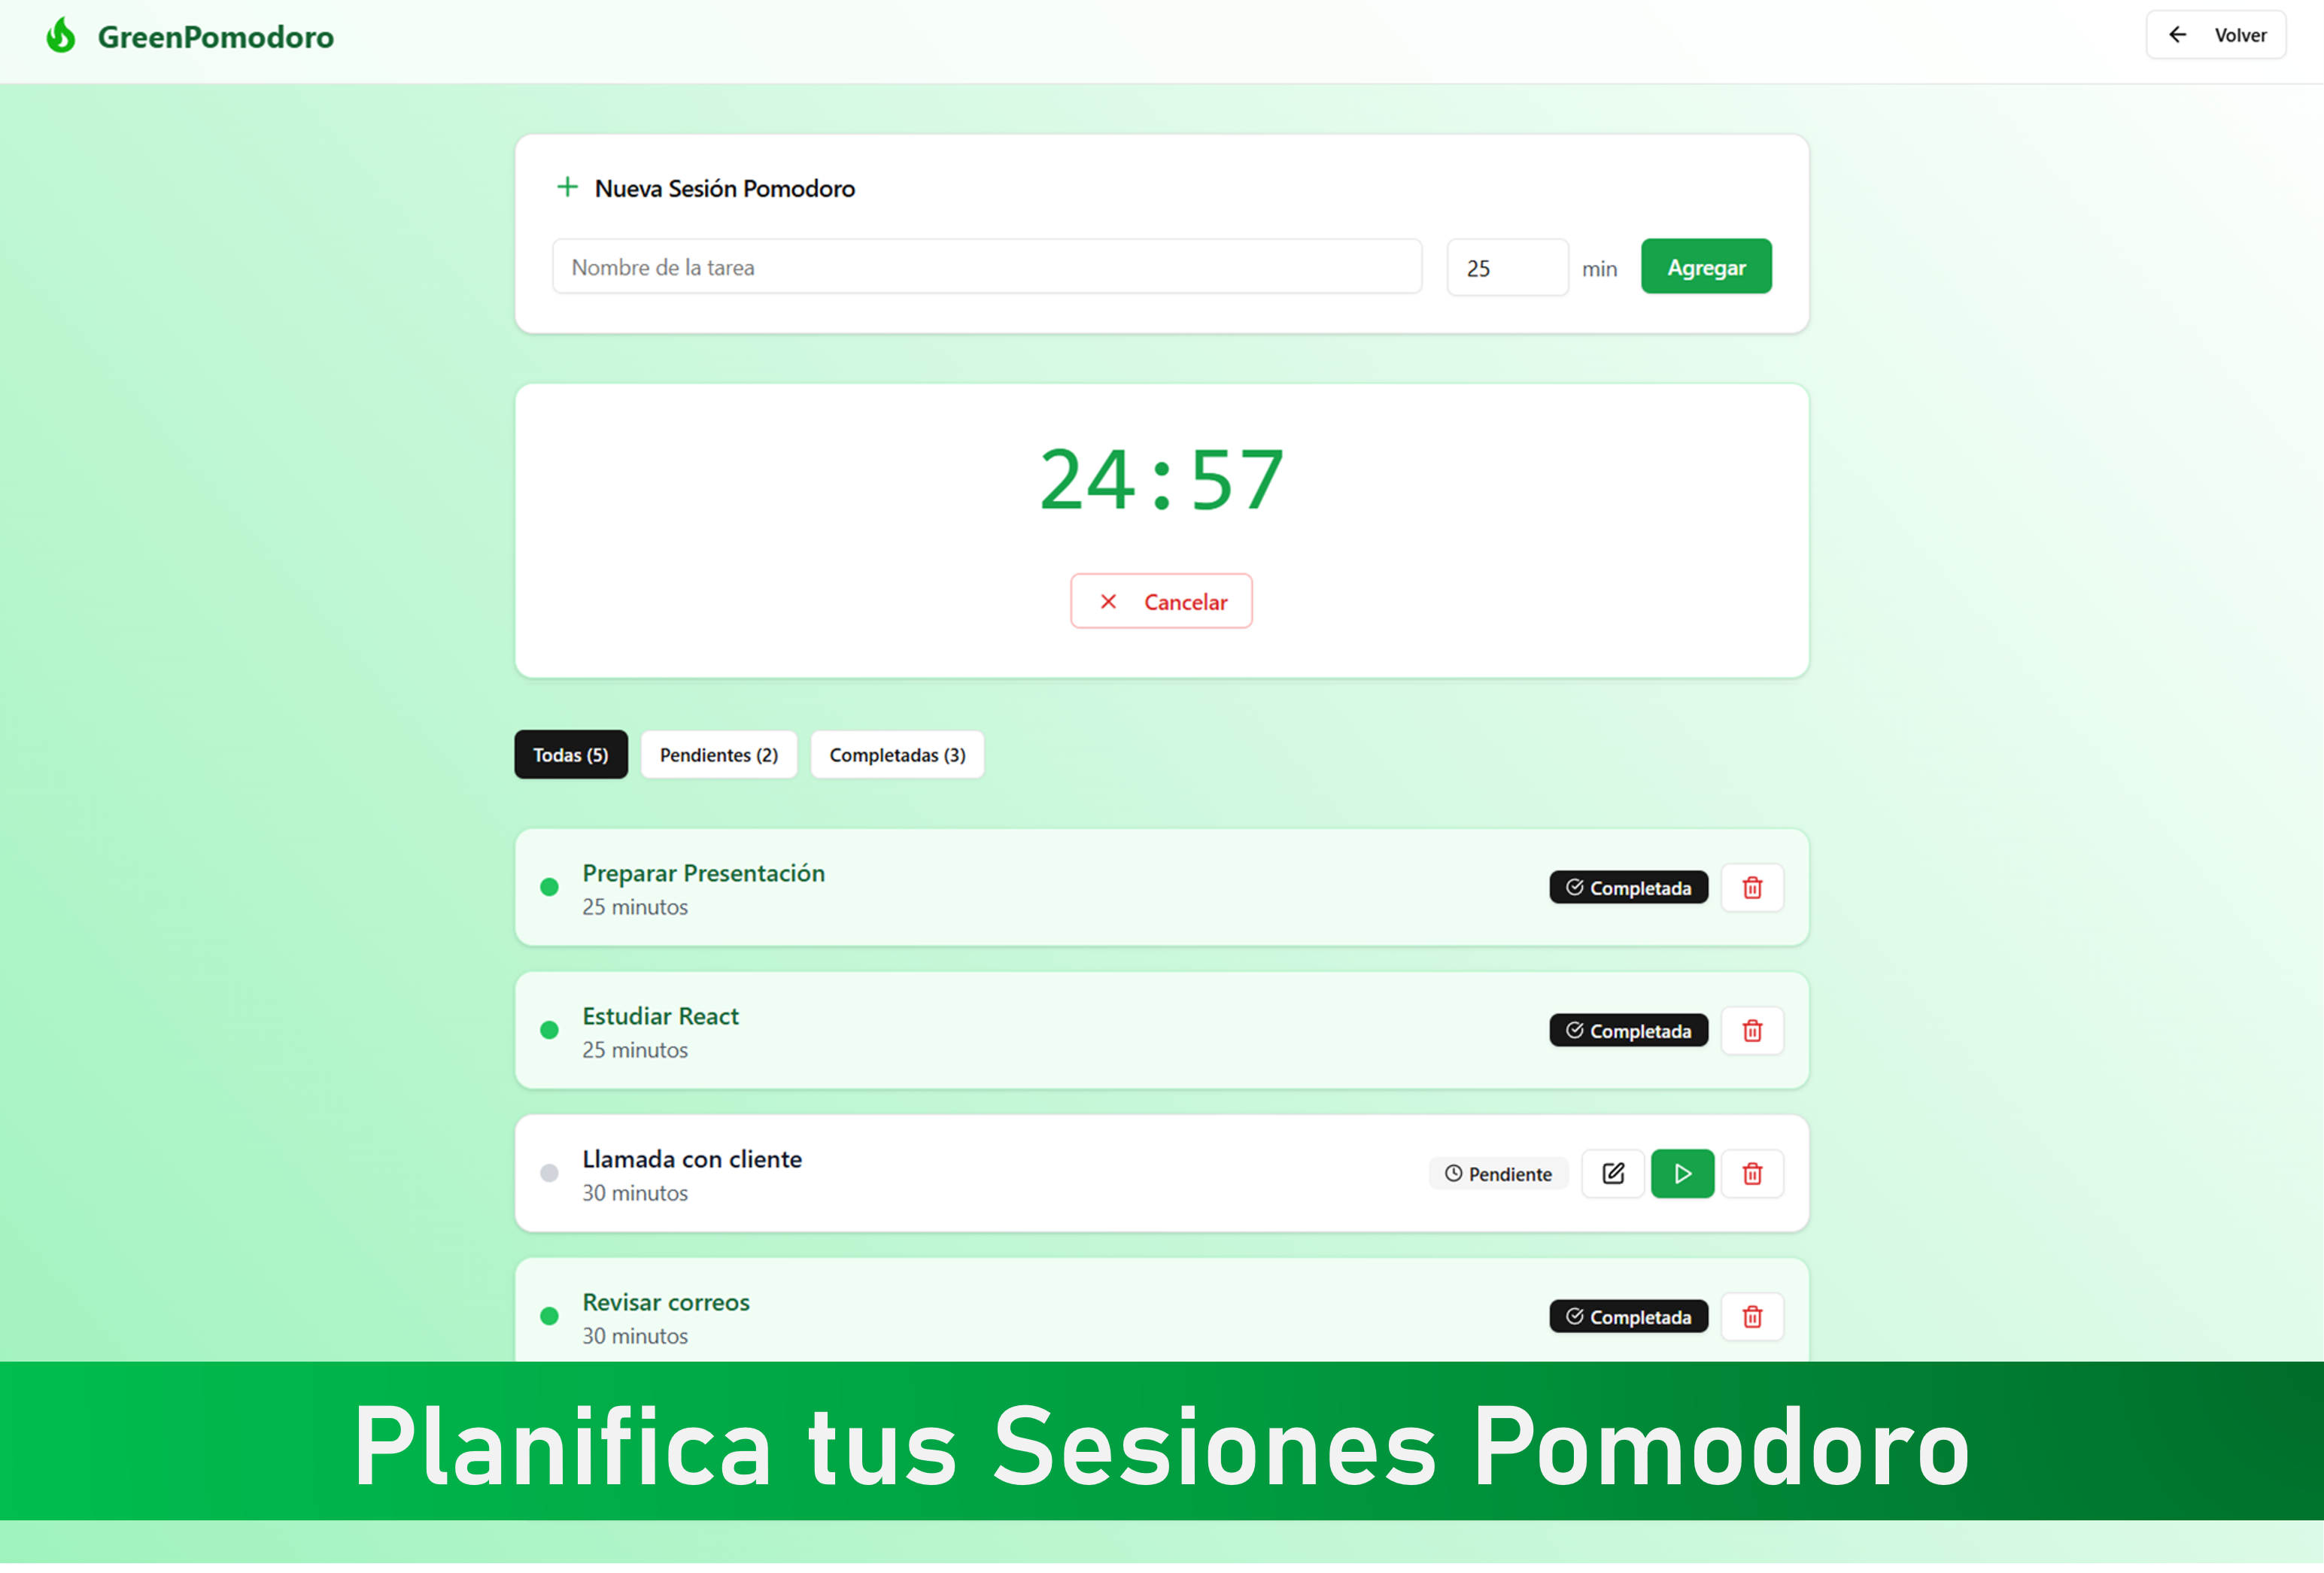 GreenPomodoro
Volver
Nueva Sesión Pomodoro
Nombre de la tarea
25
min
Agregar
24:57
Cancelar
Todas (5)
Pendientes (2)
Completadas (3)
Preparar Presentación
25 minutos
Completada
Estudiar React
25 minutos
Completada
Llamada con cliente
30 minutos
Pendiente
Revisar correos
30 minutos
Completada
Planifica tus Sesiones Pomodoro